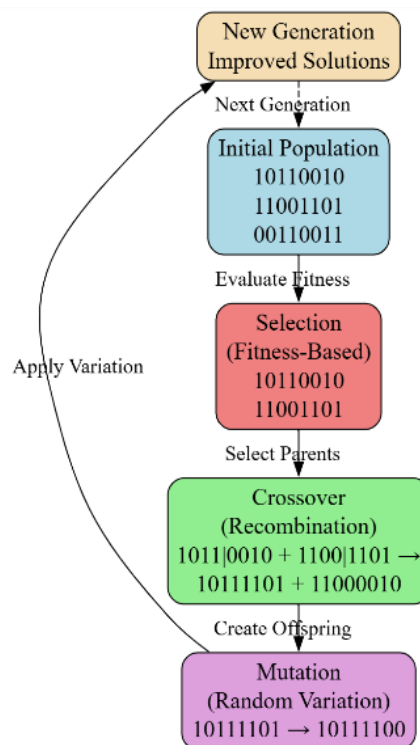 New Generation
Improved Solutions
Next Generation
Initial Population
10110010
11001101
00110011
Evaluate Fitness
Selection
(Fitness-Based)
10110010
11001101
Apply Variation
Select Parents
Crossover
(Recombination)
1011|0010 + 1100|1101 →
10111101 + 11000010
Create Offspring
Mutation
(Random Variation)
10111101 → 10111100